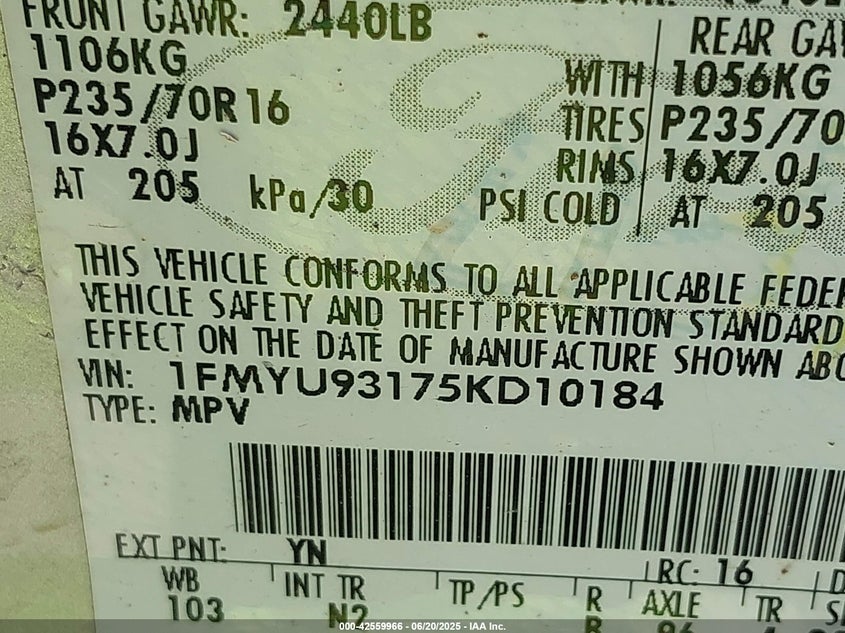 FRONT GAWR: 2440LB
1106KG
P235/70R16
16X7.0J
AT 205 kPa/30
REAR GA
WITH 1056KG
TIRES P235/70
RIMS 16X7.0J
PSI COLD AT 205
THIS VEHICLE CONFORMS TO ALL APPLICABLE FEDER
VEHICLE SAFETY AND THEFT PREVENTION STANDARD
EFFECT ON THE DATE OF MANUFACTURE SHOWN ABO
VIN: 1FMYU93175KD10184
TYPE: MPV
EXT PNT: YN RC: 16
WB INT TR TP/PS R AXLE TR
103 N2
000-42559966 - 06/20/2025 - IAA Inc.